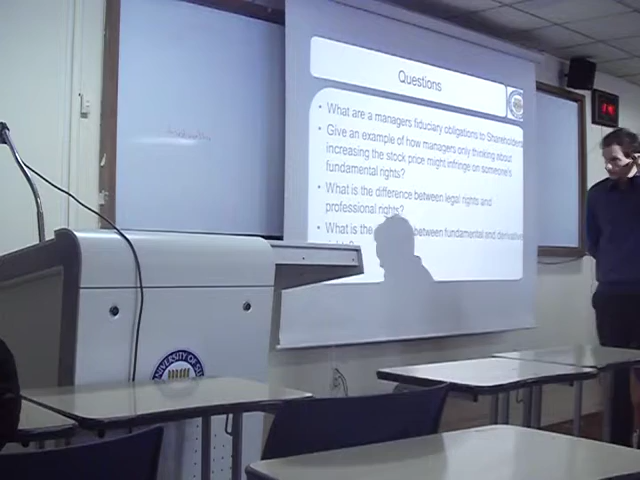 Questions
• What are a managers fiduciary obligations to Shareholders
• Give an example of how managers only thinking about
increasing the stock price might infringe on someone's
fundamental rights?
• What is the difference between legal rights and
professional rights?
• What is the between fundamental and derivative
UNIVERSITY OF